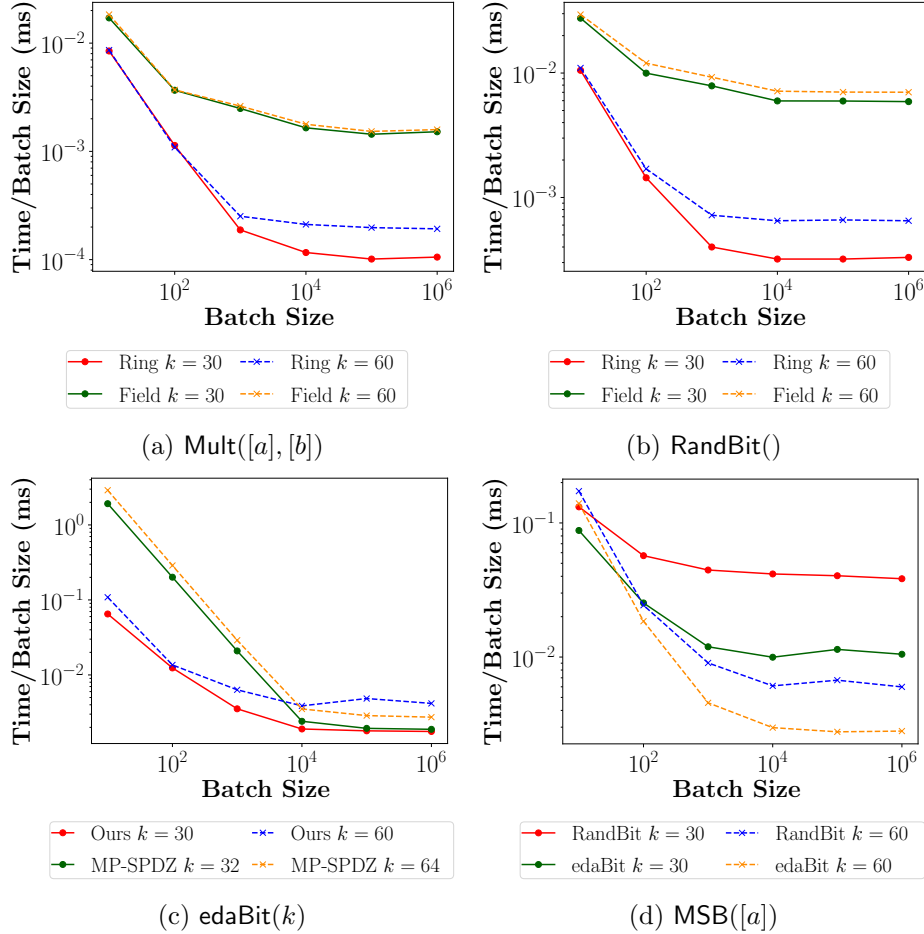 Time/Batch Size (ms)
10^{-2}
10^{-3}
10^{-4}
10^2 10^4 10^6
Batch Size
Ring k = 30 Ring k = 60
Field k = 30 Field k = 60
(a) Mult([a], [b])
Time/Batch Size (ms)
10^{-2}
10^{-3}
10^2 10^4 10^6
Batch Size
Ring k = 30 Ring k = 60
Field k = 30 Field k = 60
(b) RandBit()
Time/Batch Size (ms)
10^0
10^{-1}
10^{-2}
10^2 10^4 10^6
Batch Size
Ours k = 30 Ours k = 60
MP-SPDZ k = 32 MP-SPDZ k = 64
(c) edaBit(k)
Time/Batch Size (ms)
10^{-1}
10^{-2}
10^2 10^4 10^6
Batch Size
RandBit k = 30 RandBit k = 60
edaBit k = 30 edaBit k = 60
(d) MSB([a])